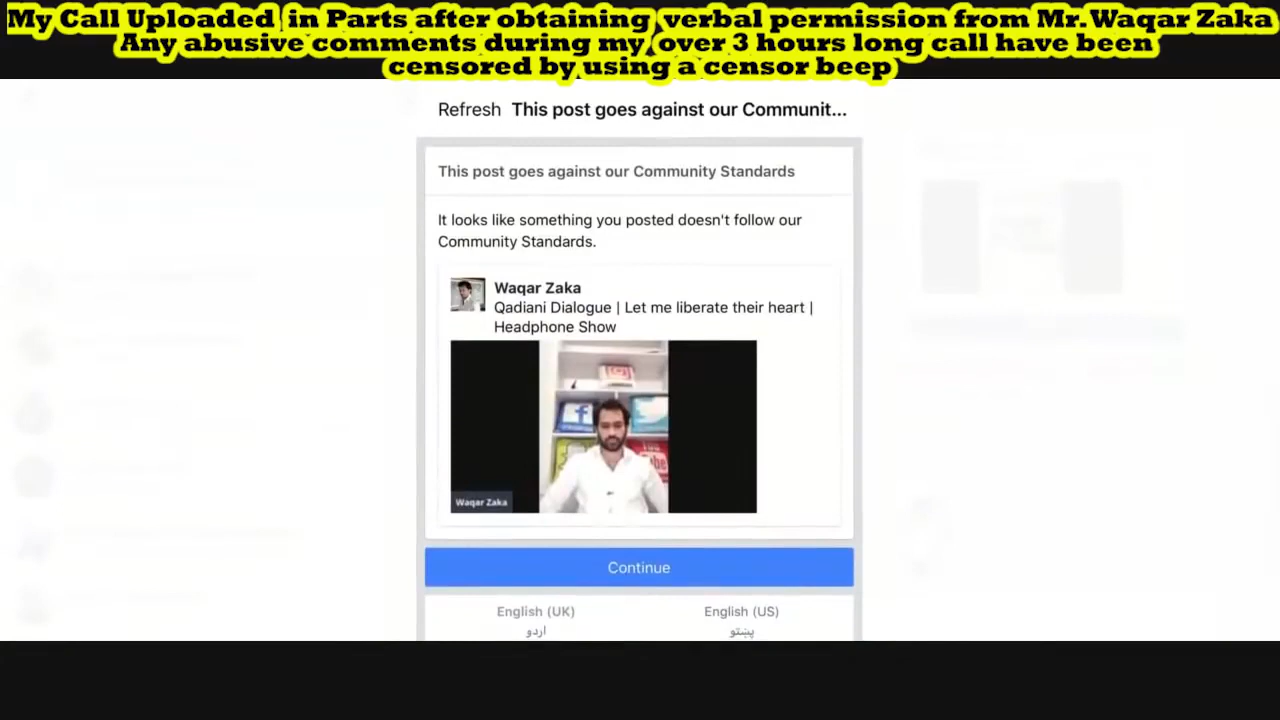 My Call Uploaded in Parts after obtaining verbal permission from Mr. Waqar Zaka
Any abusive comments during my, over 3 hours long call have been
censored by using a censor beep
Refresh This post goes against our Communit...
This post goes against our Community Standards
It looks like something you posted doesn't follow our
Community Standards.
Waqar Zaka
Qadiani Dialogue | Let me liberate their heart |
Headphone Show
Waqar Zaka
Continue
English (UK) English (US)
اردو پښتو